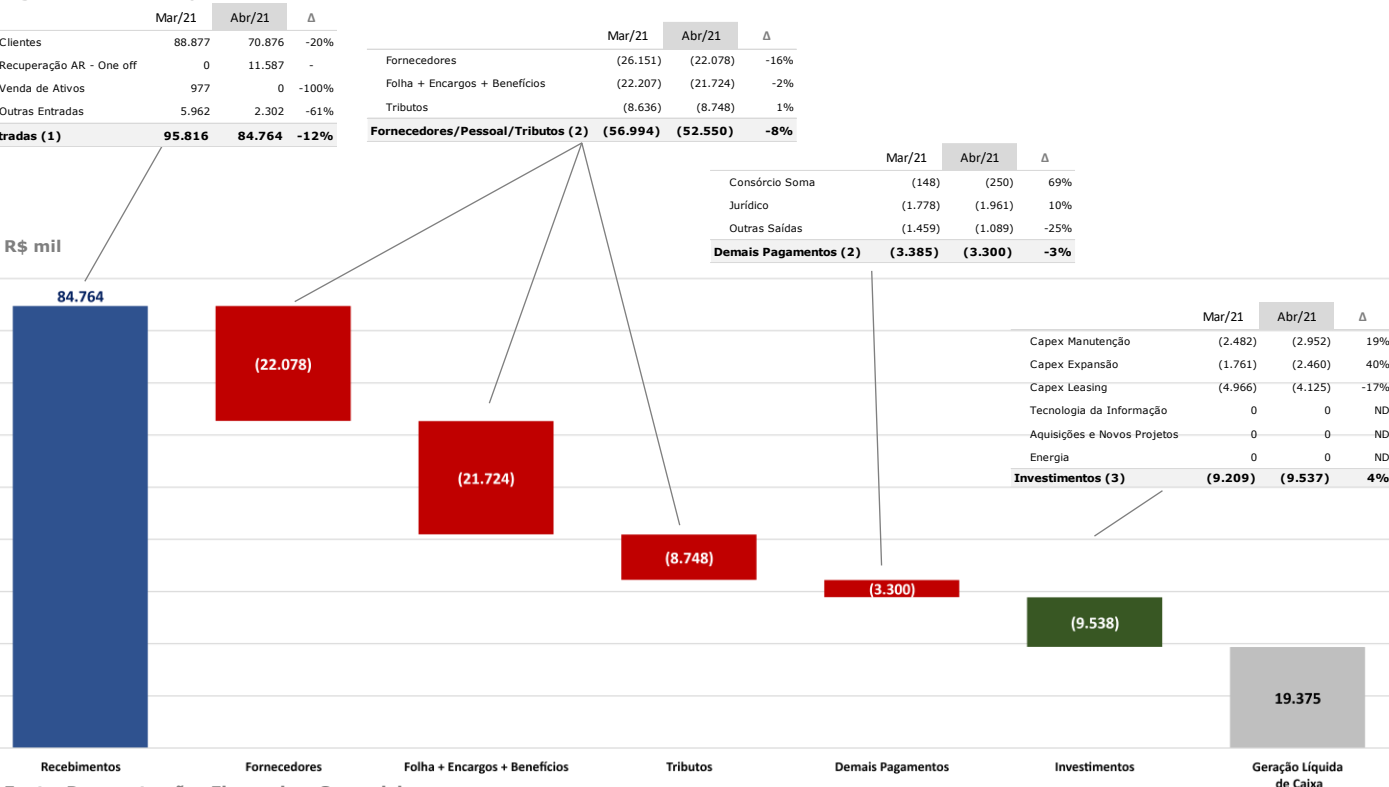 Mar/21 Abr/21 Δ
Clientes 88.877 70.876 -20%
Recuperação AR - One off 0 11.587 -
Venda de Ativos 977 0 -100%
Outras Entradas 5.962 2.302 -61%
tradas (1) 95.816 84.764 -12%
Mar/21 Abr/21 Δ
Fornecedores (26.151) (22.078) -16%
Folha + Encargos + Benefícios (22.207) (21.724) -2%
Tributos (8.636) (8.748) 1%
Fornecedores/Pessoal/Tributos (2) (56.994) (52.550) -8%
Mar/21 Abr/21 Δ
Consórcio Soma (148) (250) 69%
Jurídico (1.778) (1.961) 10%
Outras Saídas (1.459) (1.089) -25%
Demais Pagamentos (2) (3.385) (3.300) -3%
R$ mil
Mar/21 Abr/21 Δ
Capex Manutenção (2.482) (2.952) 19%
Capex Expansão (1.761) (2.460) 40%
Capex Leasing (4.966) (4.125) -17%
Tecnologia da Informação 0 0 ND
Aquisições e Novos Projetos 0 0 ND
Energia 0 0 ND
Investimentos (3) (9.209) (9.537) 4%
84.764
(22.078)
(21.724)
(8.748)
(3.300)
(9.538)
19.375
Recebimentos
Fornecedores
Folha + Encargos + Benefícios
Tributos
Demais Pagamentos
Investimentos
Geração Líquida
de Caixa